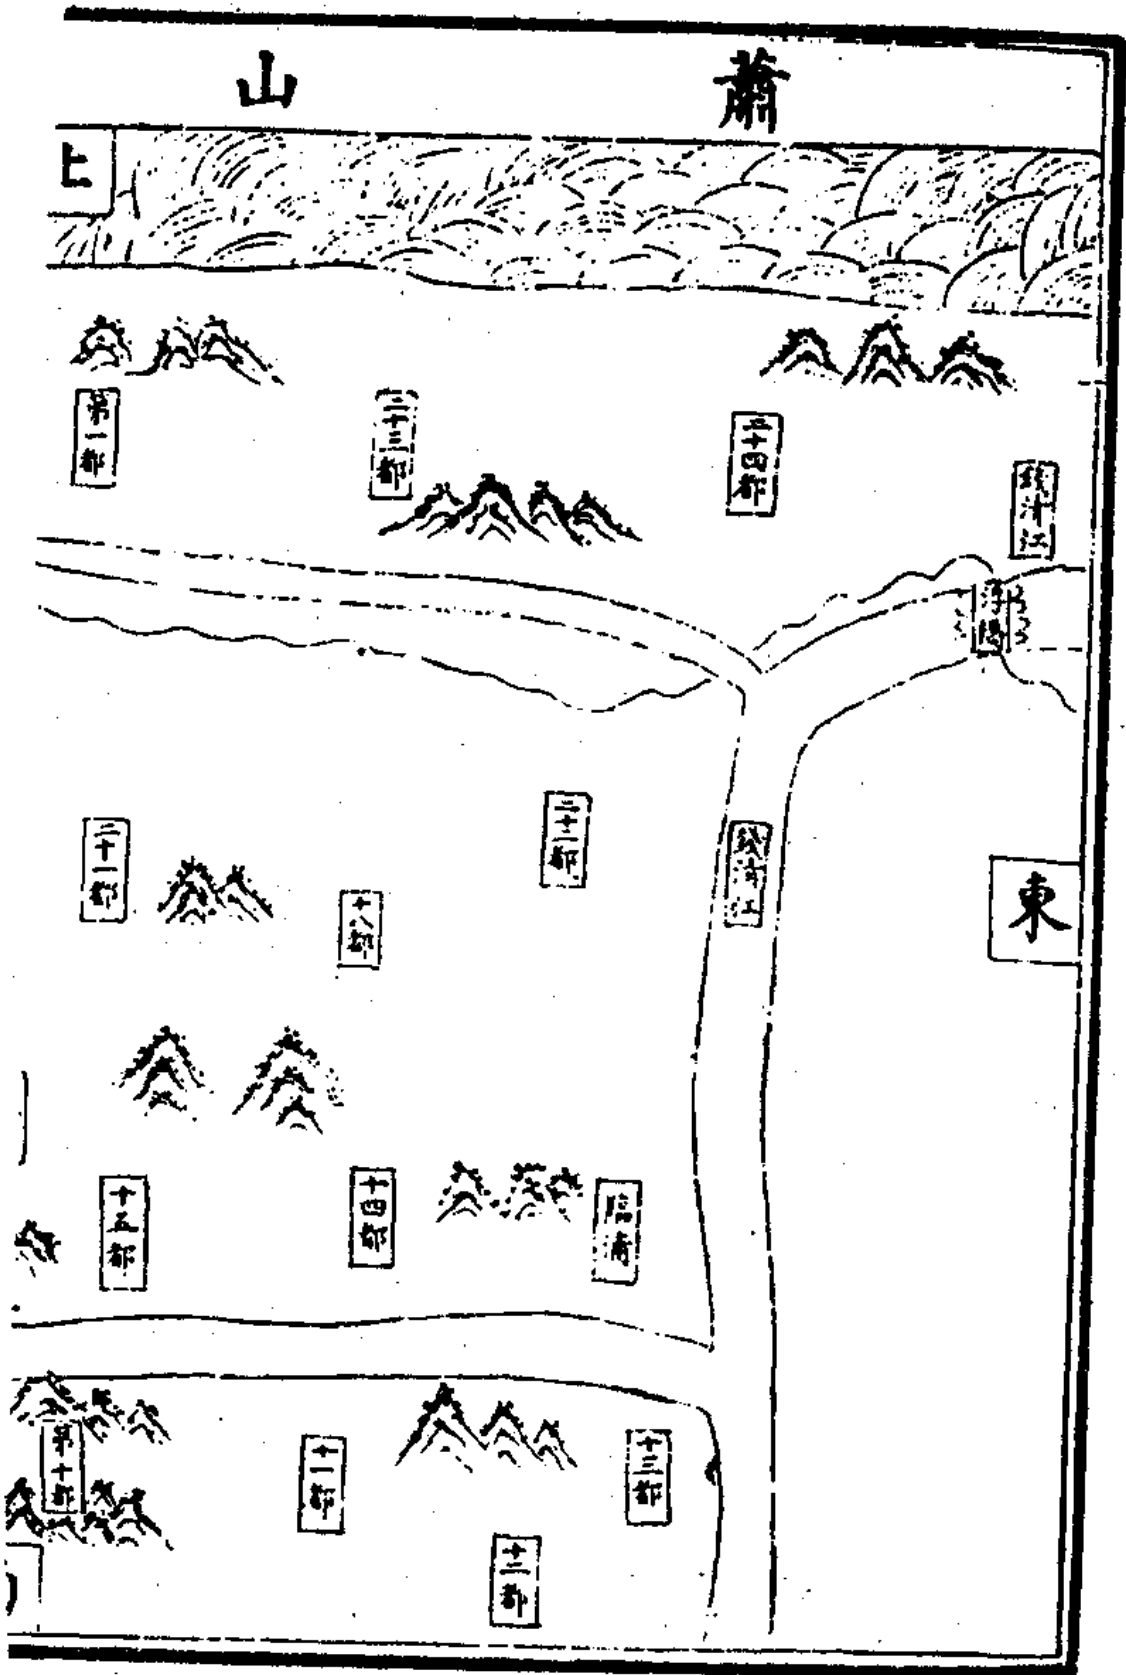 蕭山
上
東
錢清江
浮橋
二十四都
二十三都
第一都
錢清江
二十二都
十八都
二十一都
臨浦
十四都
十五都
十三都
十二都
十一都
第十都